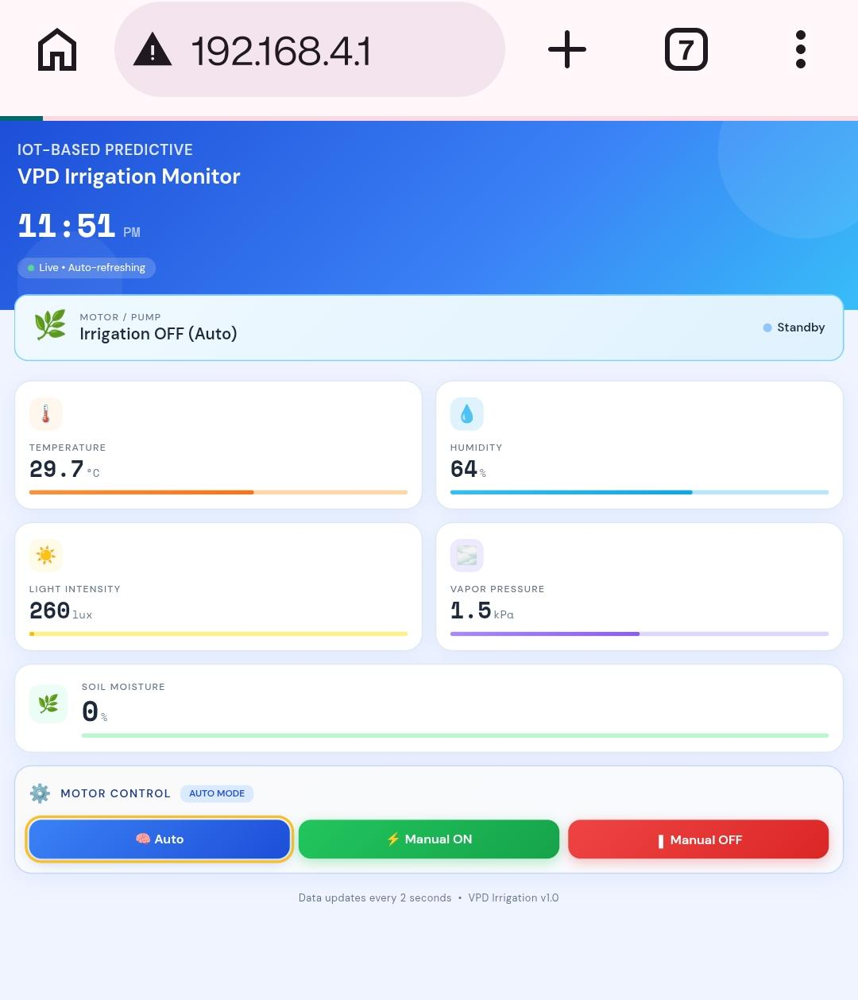 192.168.4.1
7
IOT-BASED PREDICTIVE
VPD Irrigation Monitor
11:51 PM
Live • Auto-refreshing
MOTOR / PUMP
Irrigation OFF (Auto)
Standby
TEMPERATURE
29.7 °C
HUMIDITY
64 %
LIGHT INTENSITY
260 lux
VAPOR PRESSURE
1.5 kPa
SOIL MOISTURE
0 %
MOTOR CONTROL
AUTO MODE
Auto
Manual ON
Manual OFF
Data updates every 2 seconds • VPD Irrigation v1.0